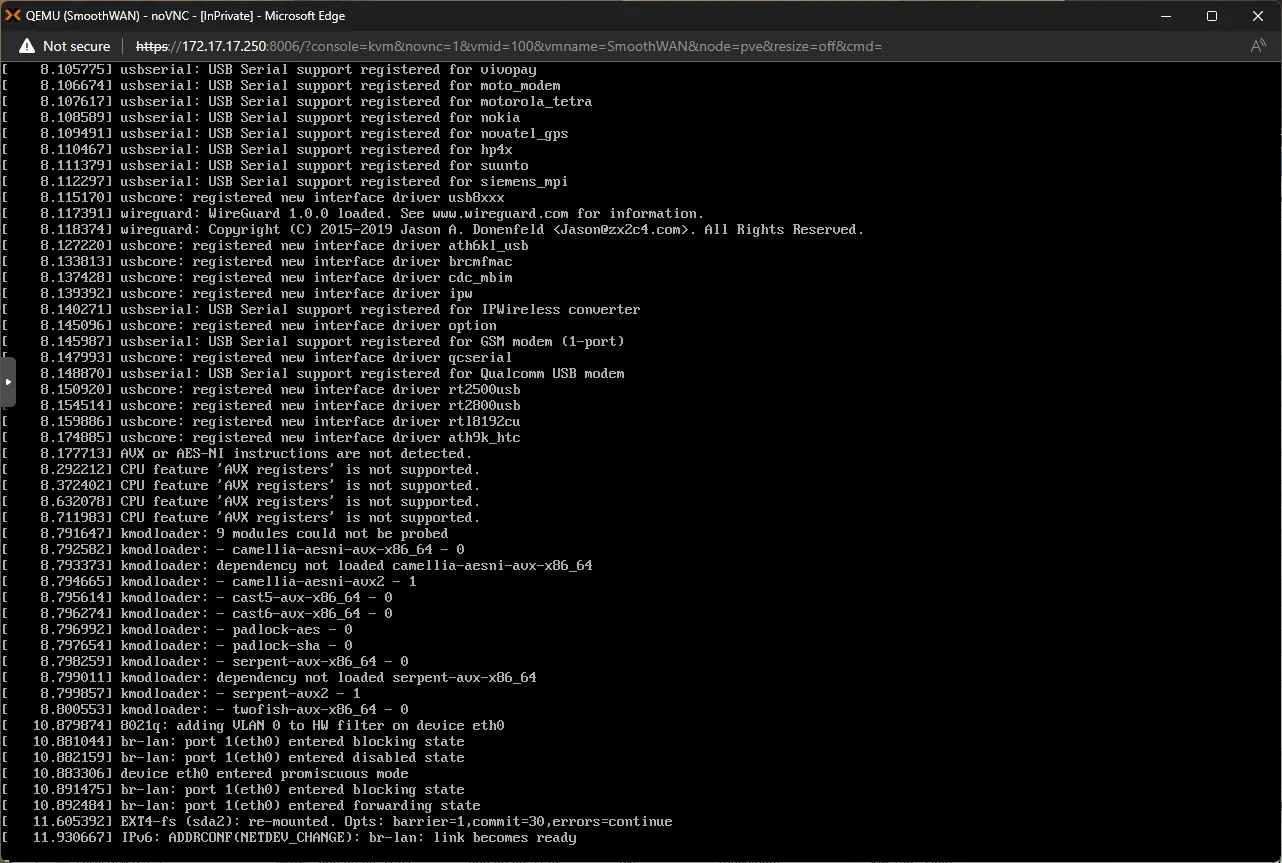 QEMU (SmoothWAN) - noVNC - [InPrivate] - Microsoft Edge
Not secure | https://172.17.17.250:8006/?console=kvm&novnc=1&vmid=100&vmname=SmoothWAN&node=pve&resize=off&cmd=
[    8.105775] usbserial: USB Serial support registered for vivopay
[    8.106674] usbserial: USB Serial support registered for moto_modem
[    8.107617] usbserial: USB Serial support registered for motorola_tetra
[    8.108589] usbserial: USB Serial support registered for nokia
[    8.109491] usbserial: USB Serial support registered for novatel_gps
[    8.110467] usbserial: USB Serial support registered for hp4x
[    8.111379] usbserial: USB Serial support registered for suunto
[    8.112297] usbserial: USB Serial support registered for siemens_mpi
[    8.115170] usbcore: registered new interface driver usb8xxx
[    8.117391] wireguard: WireGuard 1.0.0 loaded. See www.wireguard.com for information.
[    8.118374] wireguard: Copyright (C) 2015-2019 Jason A. Donenfeld <Jason@zx2c4.com>. All Rights Reserved.
[    8.127220] usbcore: registered new interface driver ath6kl_usb
[    8.133813] usbcore: registered new interface driver brcmfmac
[    8.137428] usbcore: registered new interface driver cdc_mbim
[    8.139392] usbcore: registered new interface driver ipw
[    8.140271] usbserial: USB Serial support registered for IPWireless converter
[    8.145096] usbcore: registered new interface driver option
[    8.145987] usbserial: USB Serial support registered for GSM modem (1-port)
[    8.147993] usbcore: registered new interface driver qcserial
[    8.148870] usbserial: USB Serial support registered for Qualcomm USB modem
[    8.150920] usbcore: registered new interface driver rt2500usb
[    8.154514] usbcore: registered new interface driver rt2800usb
[    8.159886] usbcore: registered new interface driver rtl8192cu
[    8.174885] usbcore: registered new interface driver ath9k_htc
[    8.177713] AVX or AES-NI instructions are not detected.
[    8.292212] CPU feature 'AVX registers' is not supported.
[    8.372402] CPU feature 'AVX registers' is not supported.
[    8.632078] CPU feature 'AVX registers' is not supported.
[    8.711983] CPU feature 'AVX registers' is not supported.
[    8.791647] kmodloader: 9 modules could not be probed
[    8.792582] kmodloader: - camellia-aesni-avx-x86_64 - 0
[    8.793373] kmodloader: dependency not loaded camellia-aesni-avx-x86_64
[    8.794665] kmodloader: - camellia-aesni-avx2 - 1
[    8.795614] kmodloader: - cast5-avx-x86_64 - 0
[    8.796274] kmodloader: - cast6-avx-x86_64 - 0
[    8.796992] kmodloader: - padlock-aes - 0
[    8.797654] kmodloader: - padlock-sha - 0
[    8.798259] kmodloader: - serpent-avx-x86_64 - 0
[    8.799011] kmodloader: dependency not loaded serpent-avx-x86_64
[    8.799857] kmodloader: - serpent-avx2 - 1
[    8.800553] kmodloader: - twofish-avx-x86_64 - 0
[   10.879874] 8021q: adding VLAN 0 to HW filter on device eth0
[   10.881044] br-lan: port 1(eth0) entered blocking state
[   10.882159] br-lan: port 1(eth0) entered disabled state
[   10.883306] device eth0 entered promiscuous mode
[   10.891475] br-lan: port 1(eth0) entered blocking state
[   10.892484] br-lan: port 1(eth0) entered forwarding state
[   11.605392] EXT4-fs (sda2): re-mounted. Opts: barrier=1,commit=30,errors=continue
[   11.930667] IPv6: ADDRCONF(NETDEV_CHANGE): br-lan: link becomes ready